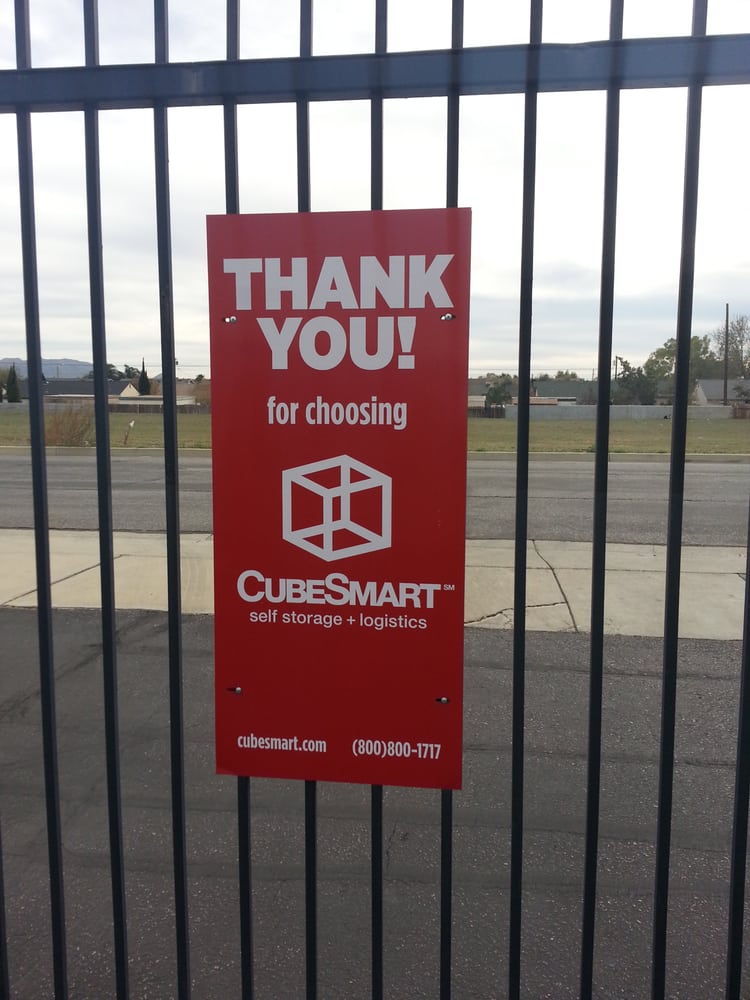 THANK
YOU!
for choosing
CUBESMART℠
self storage + logistics
cubesmart.com (800)800-1717